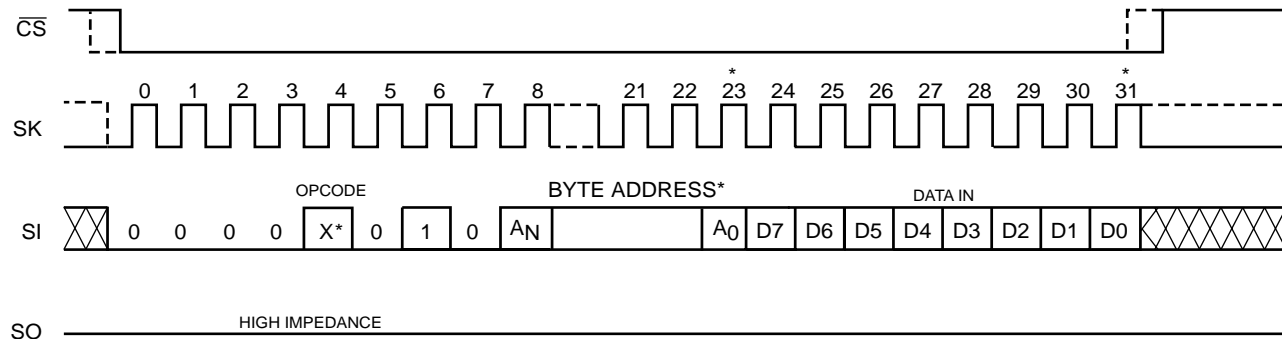 CS
* *
0 1 2 3 4 5 6 7 8 21 22 23 24 25 26 27 28 29 30 31
SK
OPCODE BYTE ADDRESS* DATA IN
SI 0 0 0 0 X* 0 1 0 AN A0 D7 D6 D5 D4 D3 D2 D1 D0
HIGH IMPEDANCE
SO